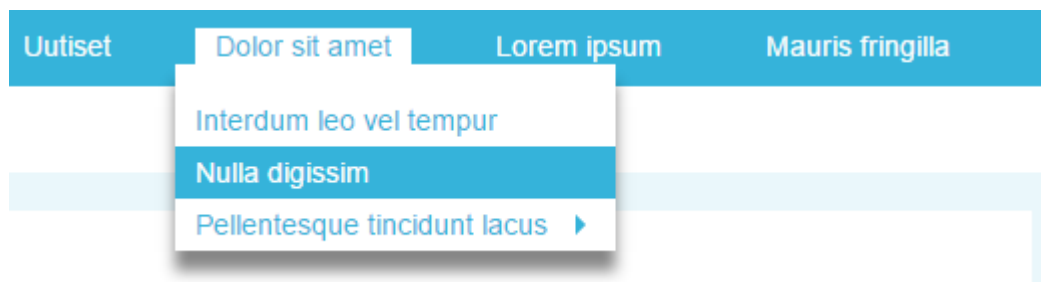 Uutiset Dolor sit amet Lorem ipsum Mauris fringilla
Interdum leo vel tempur
Nulla digissim
Pellentesque tincidunt lacus